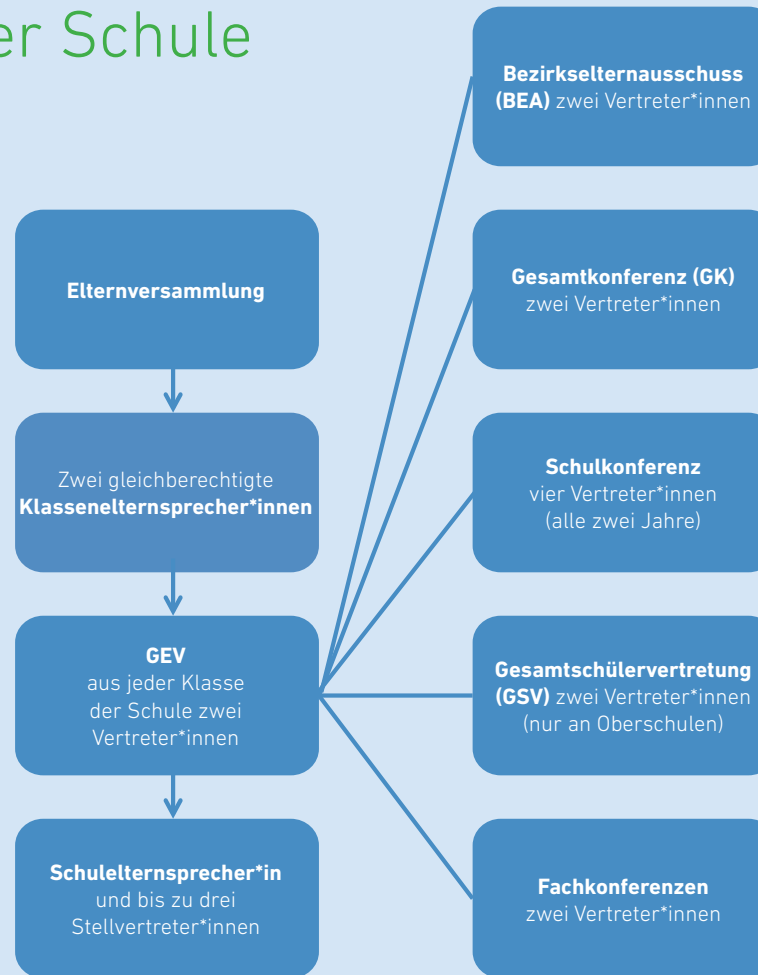 er Schule
Elternversammlung
Zwei gleichberechtigte
Klassenelternsprecher*innen
GEV
aus jeder Klasse
der Schule zwei
Vertreter*innen
Schulelternsprecher*in
und bis zu drei
Stellvertreter*innen
Bezirkselternausschuss
(BEA) zwei Vertreter*innen
Gesamtkonferenz (GK)
zwei Vertreter*innen
Schulkonferenz
vier Vertreter*innen
(alle zwei Jahre)
Gesamtschülervertretung
(GSV) zwei Vertreter*innen
(nur an Oberschulen)
Fachkonferenzen
zwei Vertreter*innen